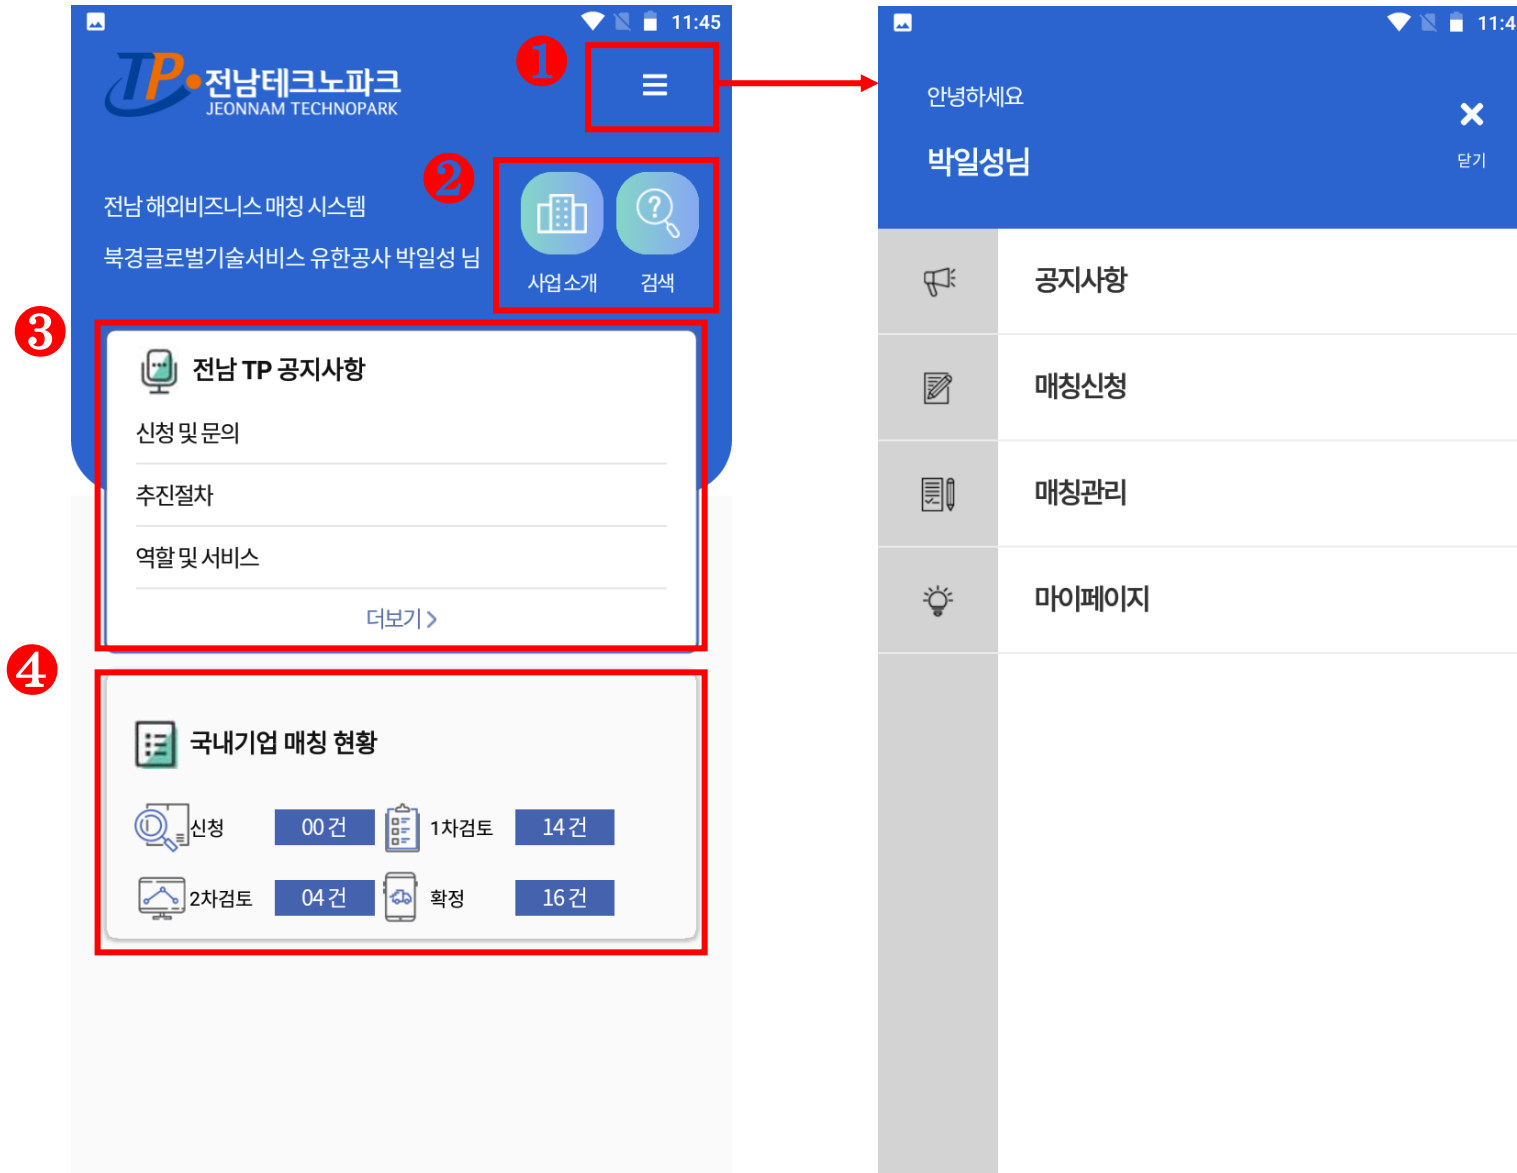 11:45
❶
TP 전남테크노파크
JEONNAM TECHNOPARK
❷
전남 해외비즈니스 매칭 시스템
북경글로벌기술서비스 유한공사 박일성 님
사업소개
검색
❸
전남 TP 공지사항
신청 및 문의
추진절차
역할 및 서비스
더보기 >
❹
국내기업 매칭 현황
신청 00 건 1차검토 14 건
2차검토 04 건 확정 16 건
11:4
안녕하세요
박일성님
닫기
공지사항
매칭신청
매칭관리
마이페이지